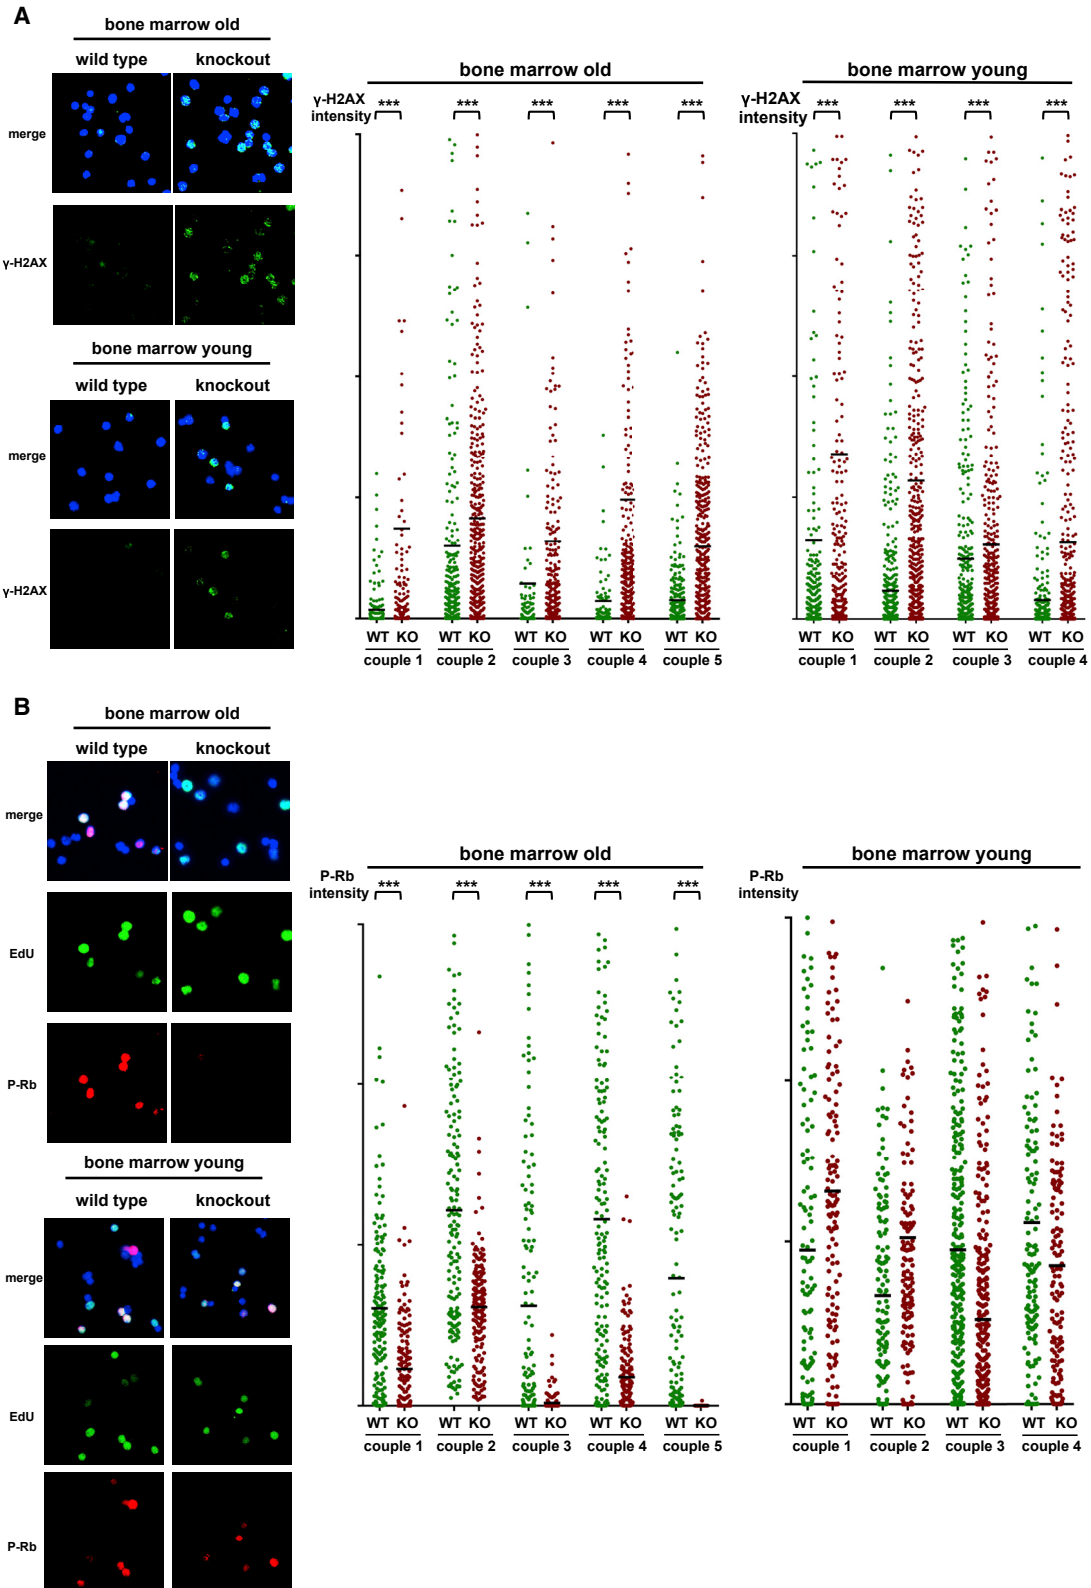 A
bone marrow old
wild type knockout
merge
γ-H2AX
bone marrow young
wild type knockout
merge
γ-H2AX
bone marrow old
γ-H2AX
intensity
*** *** *** *** ***
WT KO WT KO WT KO WT KO WT KO
couple 1 couple 2 couple 3 couple 4 couple 5
bone marrow young
γ-H2AX
intensity
*** *** *** ***
WT KO WT KO WT KO WT KO
couple 1 couple 2 couple 3 couple 4
B
bone marrow old
wild type knockout
merge
EdU
P-Rb
bone marrow young
wild type knockout
merge
EdU
P-Rb
bone marrow old
P-Rb
intensity
*** *** *** *** ***
WT KO WT KO WT KO WT KO WT KO
couple 1 couple 2 couple 3 couple 4 couple 5
bone marrow young
P-Rb
intensity
WT KO WT KO WT KO WT KO
couple 1 couple 2 couple 3 couple 4